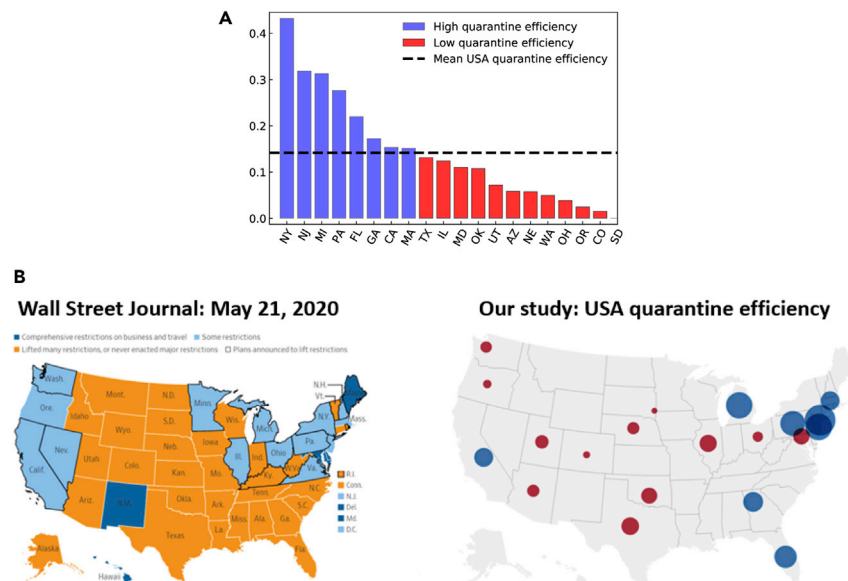 A
High quarantine efficiency
Low quarantine efficiency
Mean USA quarantine efficiency
0.4
0.3
0.2
0.1
0.0
NY NJ MI PA FL GA CA MA TX IL MD OK UT AZ NE WA OH OR CO SD
B
Wall Street Journal: May 21, 2020
Comprehensive restrictions on business and travel Some restrictions
Lifted many restrictions, or never enacted major restrictions Plans announced to lift restrictions
Wash.
Ore.
Calif.
Nev.
Idaho
Mont.
Wyo.
Utah
Ariz.
Colo.
N.M.
N.D.
S.D.
Neb.
Kan.
Okla.
Texas
Minn.
Iowa
Mo.
Ark.
La.
Wis.
Ill.
Mich.
Ind.
Ohio
Ky.
Tenn.
Miss.
Ala.
Ga.
Fla.
S.C.
N.C.
Va.
W.Va.
Pa.
N.Y.
Vt.
N.H.
Mass.
R.I.
Conn.
N.J.
Del.
Md.
D.C.
Alaska
Hawaii
Our study: USA quarantine efficiency